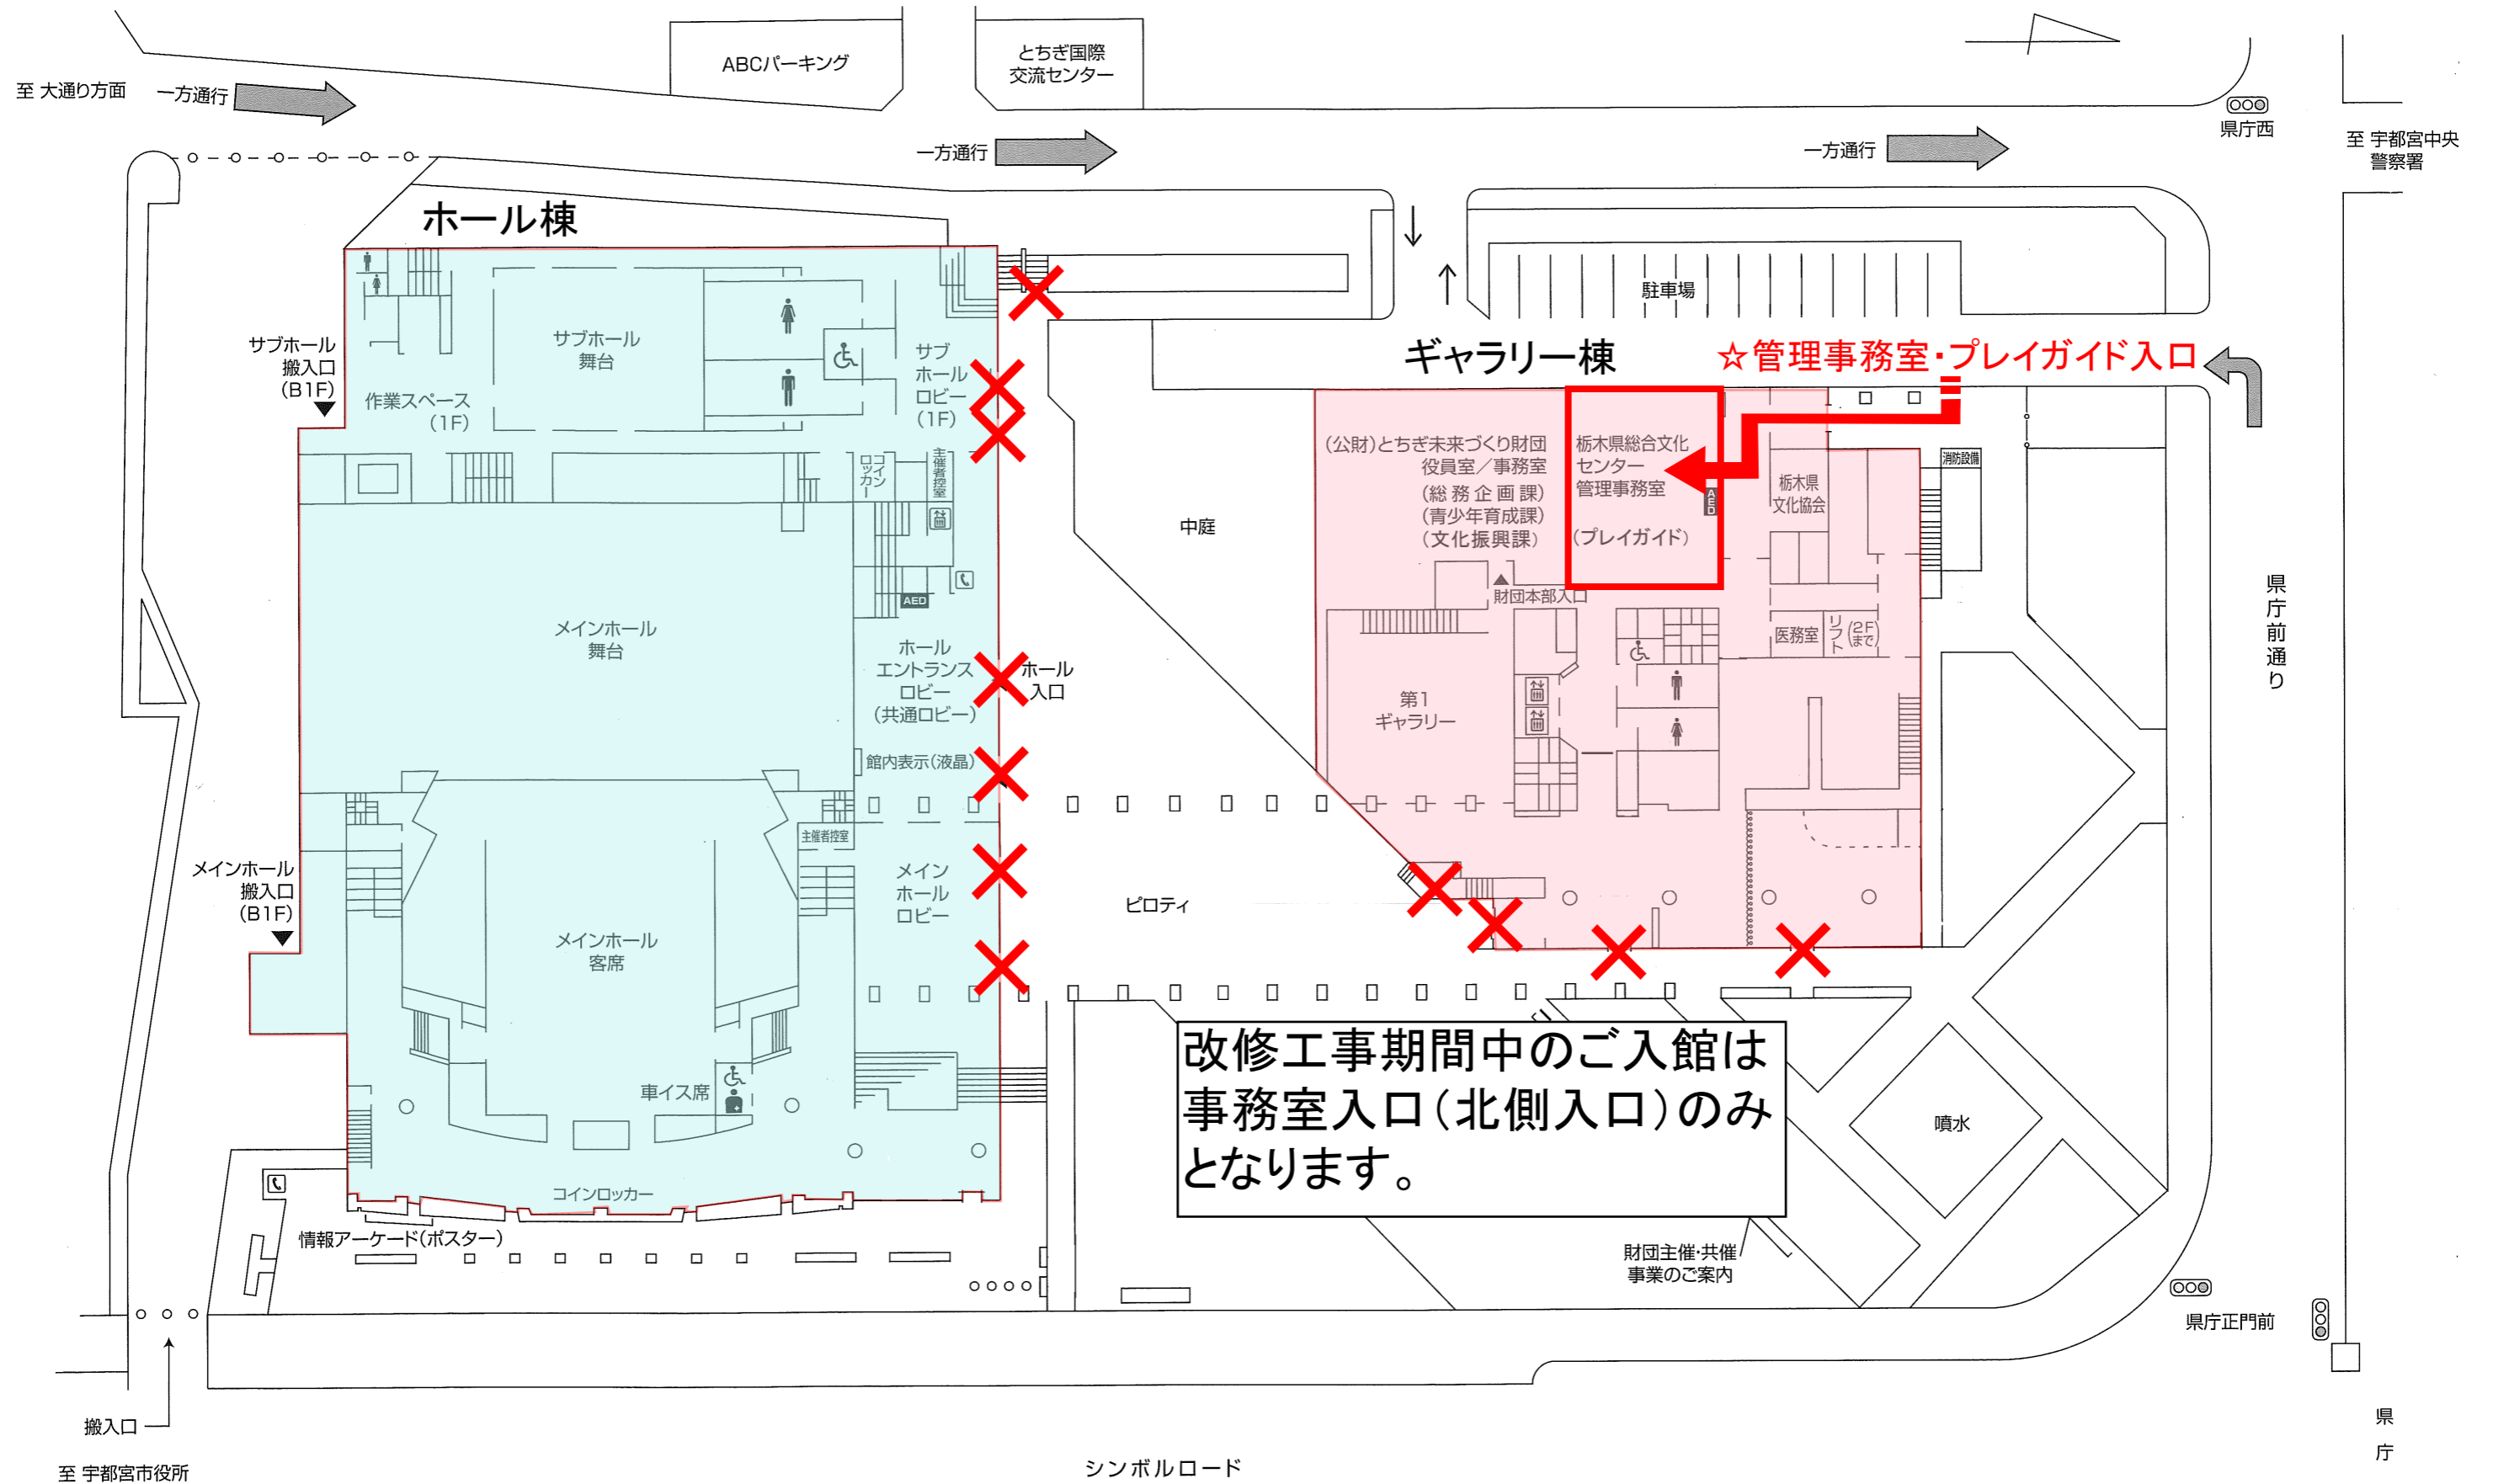 ABCパーキング
とちぎ国際
交流センター
至 大通り方面
一方通行
一方通行
一方通行
県庁西
至 宇都宮中央
警察署
ホール棟
サブホール
搬入口
(B1F)
サブホール
舞台
作業スペース
(1F)
サブ
ホール
ロビー
(1F)
コイン
ロッカー
主催者控室
メインホール
舞台
AED
ホール
エントランス
ロビー
(共通ロビー)
ホール
入口
館内表示(液晶)
主催者控室
メイン
ホール
ロビー
メインホール
搬入口
(B1F)
メインホール
客席
車イス席
コインロッカー
情報アーケード(ポスター)
搬入口
至 宇都宮市役所
中庭
ピロティ
駐車場
ギャラリー棟
☆管理事務室・プレイガイド入口
(公財)とちぎ未来づくり財団
役員室/事務室
(総務企画課)
(青少年育成課)
(文化振興課)
栃木県総合文化
センター
管理事務室
(プレイガイド)
AED
栃木県
文化協会
消防設備
財団本部入口
医務室
リフト
(2Fまで)
第1
ギャラリー
県庁前通り
改修工事期間中のご入館は
事務室入口(北側入口)のみ
となります。
噴水
財団主催・共催
事業のご案内
県庁正門前
県庁
シンボルロード